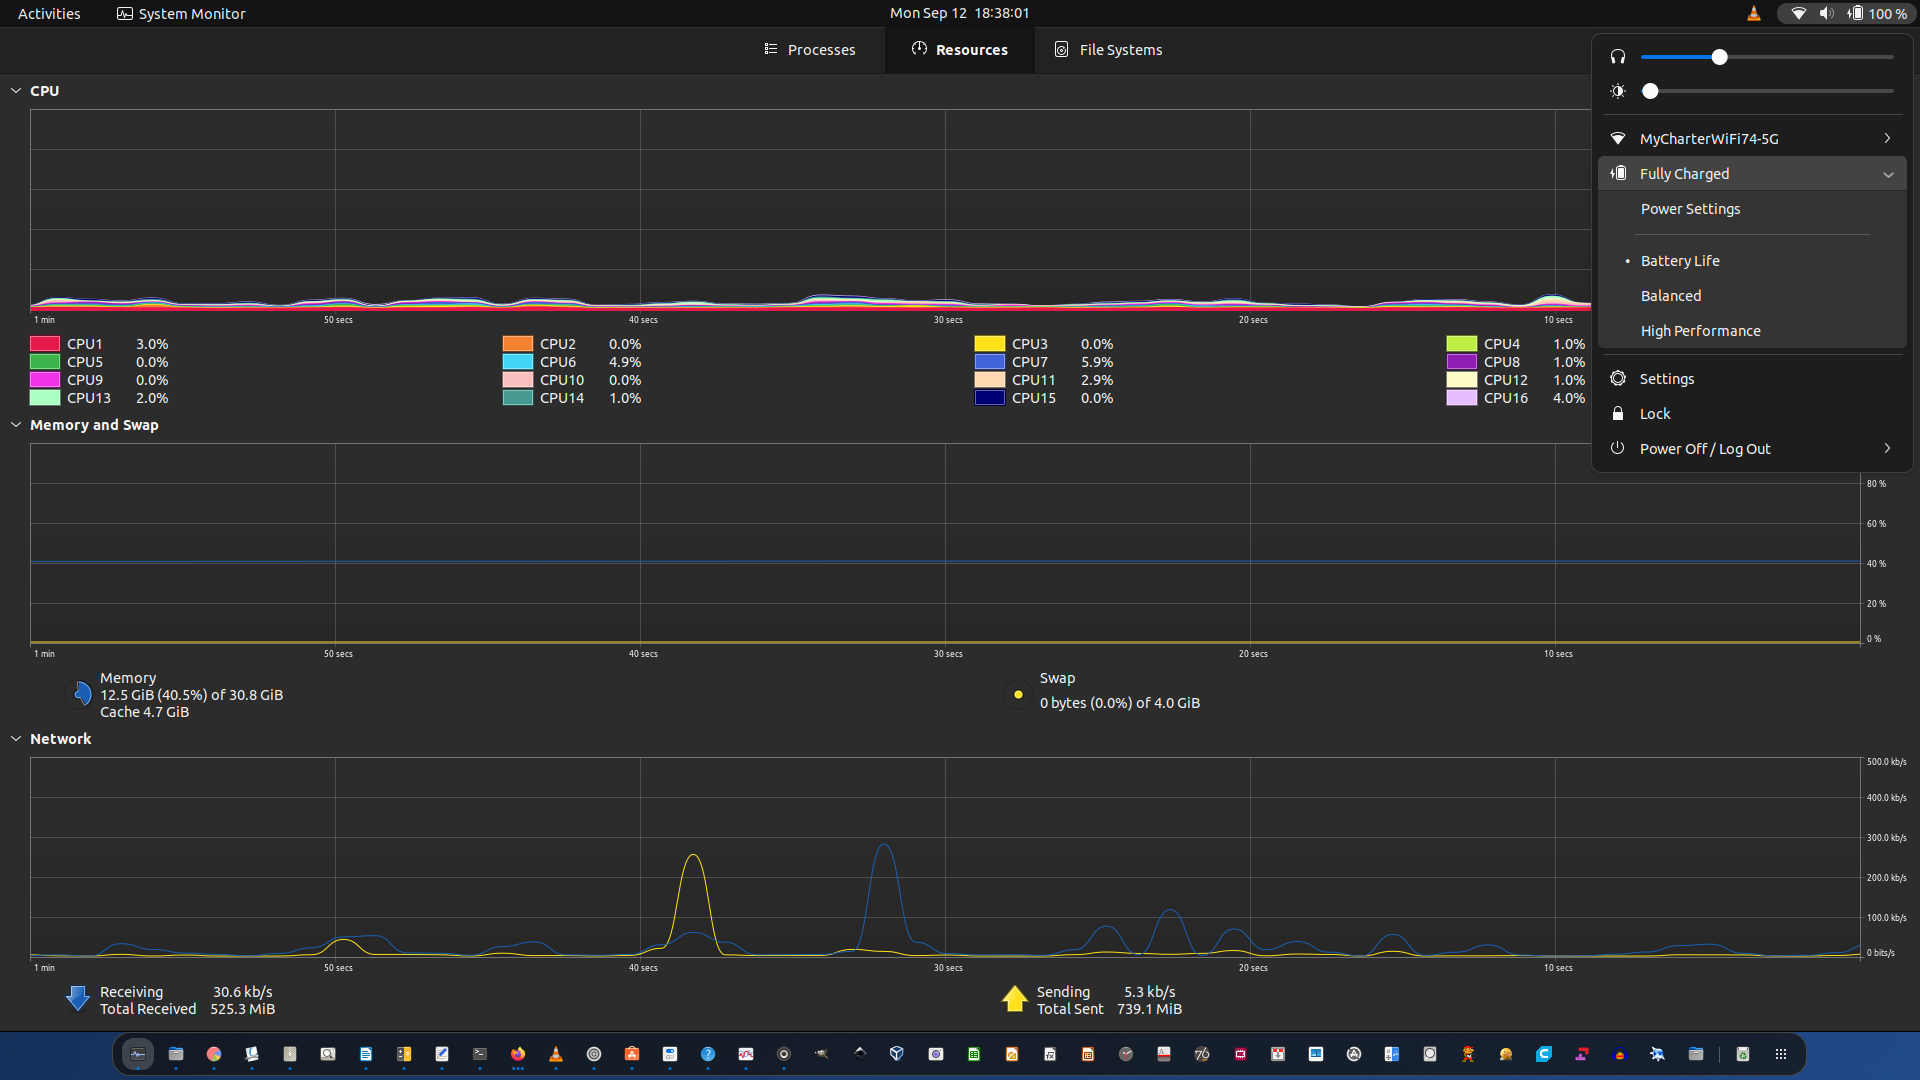 Activities
System Monitor
Mon Sep 12 18:38:01
100 %
Processes
Resources
File Systems
CPU
1 min
50 secs
40 secs
30 secs
20 secs
10 secs
CPU1 3.0%
CPU2 0.0%
CPU3 0.0%
CPU4 1.0%
CPU5 0.0%
CPU6 4.9%
CPU7 5.9%
CPU8 1.0%
CPU9 0.0%
CPU10 0.0%
CPU11 2.9%
CPU12 1.0%
CPU13 2.0%
CPU14 1.0%
CPU15 0.0%
CPU16 4.0%
MyCharterWiFi74-5G
Fully Charged
Power Settings
• Battery Life
Balanced
High Performance
Settings
Lock
Power Off / Log Out
Memory and Swap
80 %
60 %
40 %
20 %
0 %
1 min
50 secs
40 secs
30 secs
20 secs
10 secs
Memory
12.5 GiB (40.5%) of 30.8 GiB
Cache 4.7 GiB
Swap
0 bytes (0.0%) of 4.0 GiB
Network
500.0 kb/s
400.0 kb/s
300.0 kb/s
200.0 kb/s
100.0 kb/s
0 bits/s
1 min
50 secs
40 secs
30 secs
20 secs
10 secs
Receiving 30.6 kb/s
Total Received 525.3 MiB
Sending 5.3 kb/s
Total Sent 739.1 MiB
76